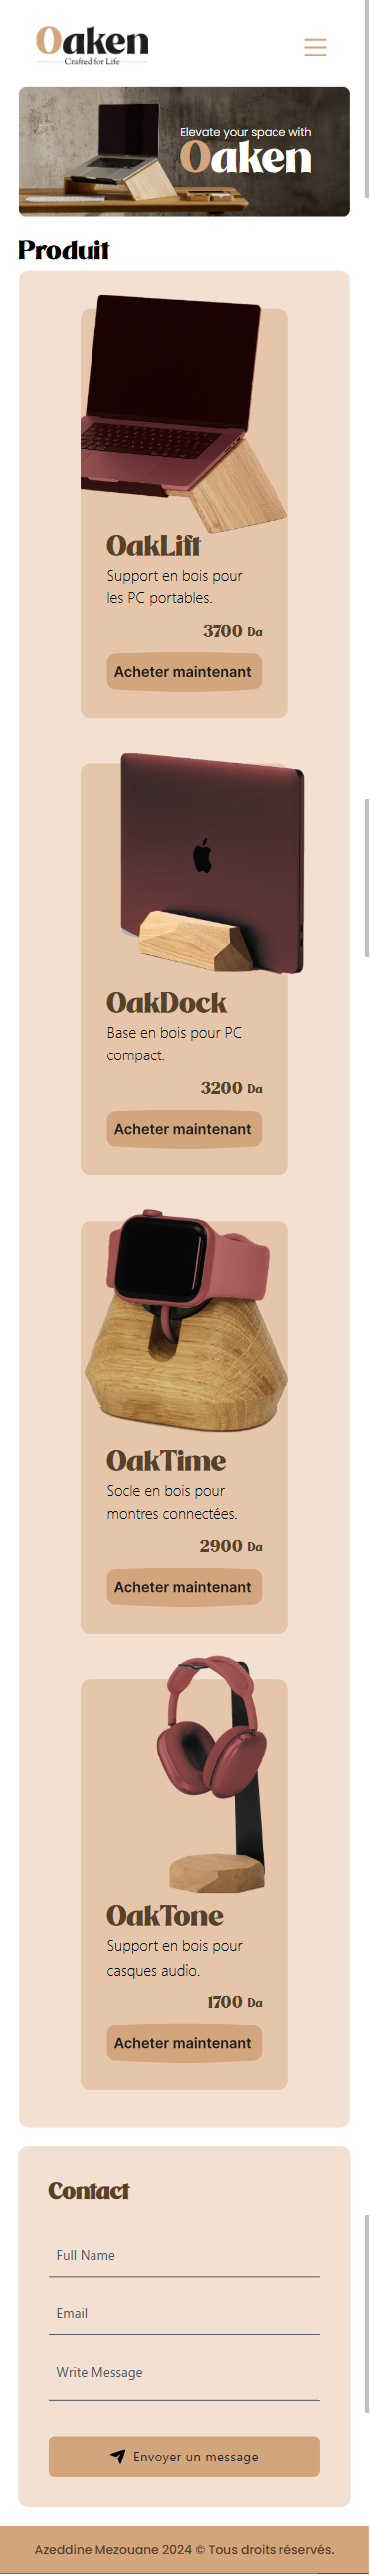 Oaken
Crafted for Life
Elevate your space with
Oaken
Produit
OakLift
Support en bois pour
les PC portables.
3700 Da
Acheter maintenant
OakDock
Base en bois pour PC
compact.
3200 Da
Acheter maintenant
OakTime
Socle en bois pour
montres connectées.
2900 Da
Acheter maintenant
OakTone
Support en bois pour
casques audio.
1700 Da
Acheter maintenant
Contact
Full Name
Email
Write Message
Envoyer un message
Azeddine Mezouane 2024 © Tous droits réservés.